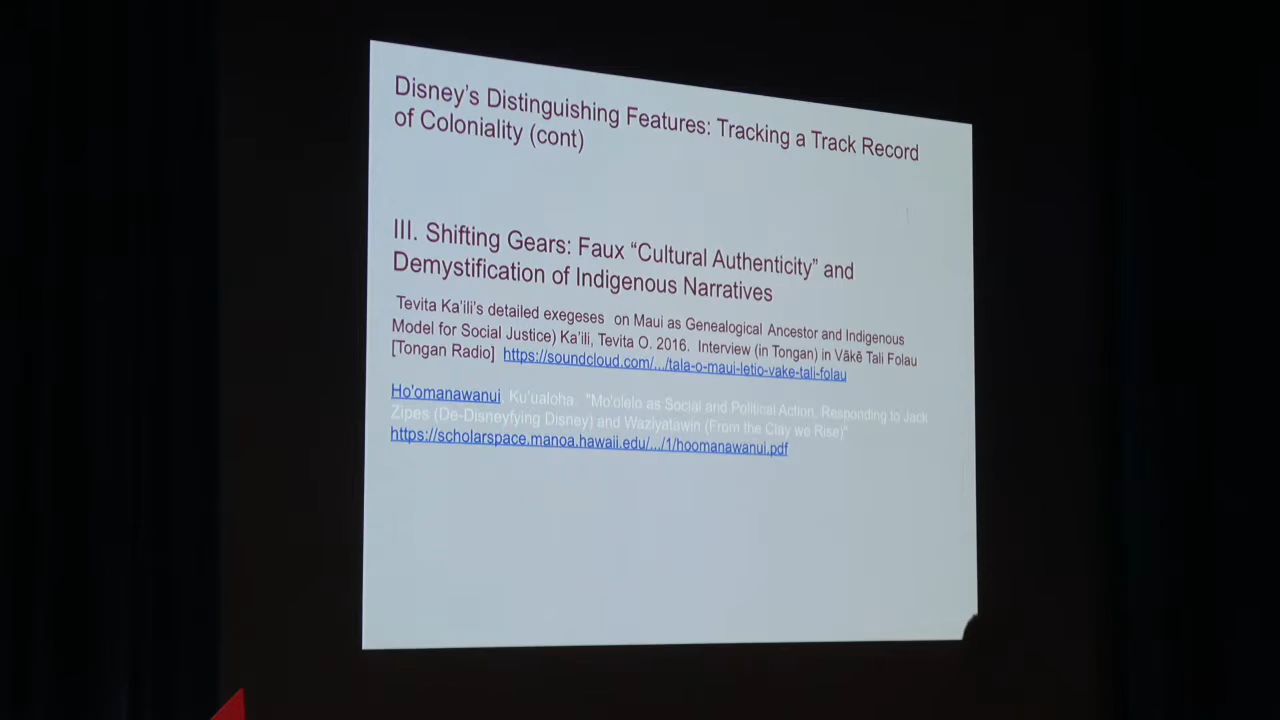 Disney's Distinguishing Features: Tracking a Track Record
of Coloniality (cont)
III. Shifting Gears: Faux “Cultural Authenticity” and
Demystification of Indigenous Narratives
Tevita Ka'ili's detailed exegeses on Maui as Genealogical Ancestor and Indigenous
Model for Social Justice) Ka'ili, Tevita O. 2016. Interview (in Tongan) in Vākē Tali Folau
[Tongan Radio] https://soundcloud.com/.../tala-o-maui-letio-vake-tali-folau
Ho'omanawanui, Ku'ualoha. "Mo'olelo as Social and Political Action, Responding to Jack
Zipes (De-Disneyfying Disney) and Waziyatawin (From the Clay we Rise)"
https://scholarspace.manoa.hawaii.edu/.../1/hoomanawanui.pdf